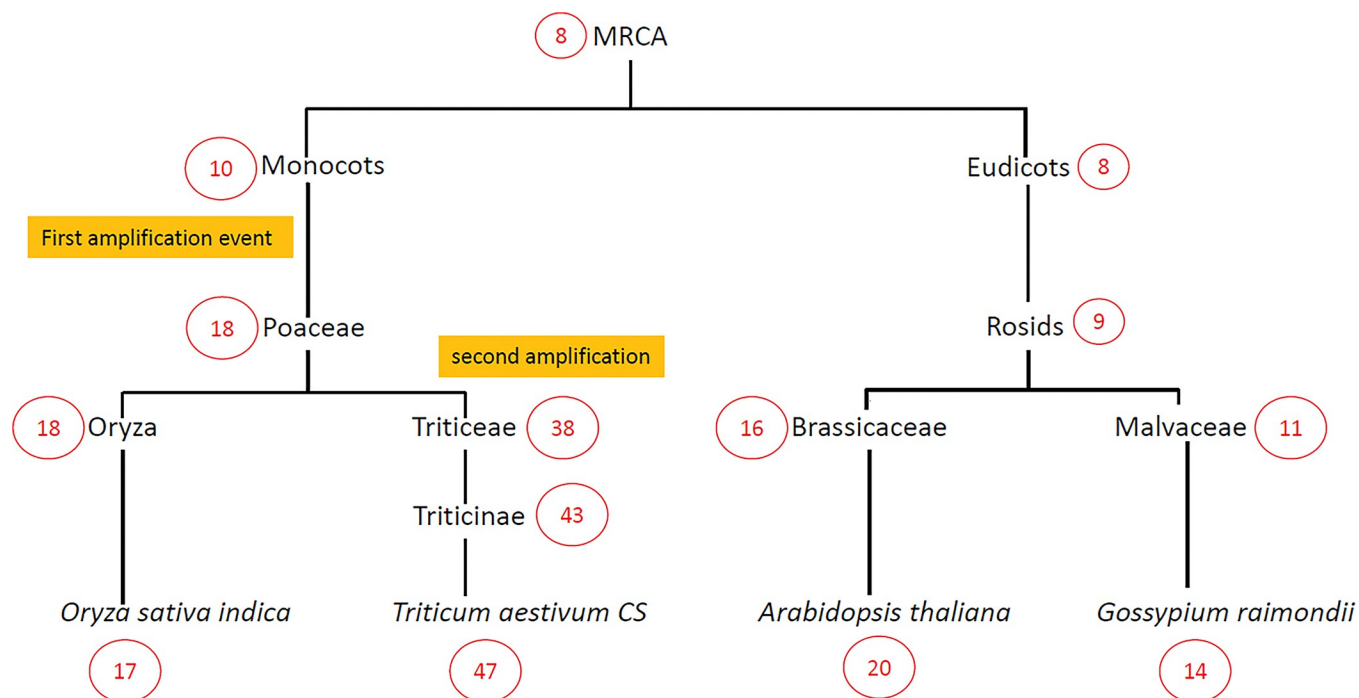 8 MRCA
10 Monocots
Eudicots 8
First amplification event
18 Poaceae
Rosids 9
second amplification
18 Oryza
Triticeae 38
16 Brassicaceae
Malvaceae 11
Triticinae 43
Oryza sativa indica
Triticum aestivum CS
Arabidopsis thaliana
Gossypium raimondii
17
47
20
14